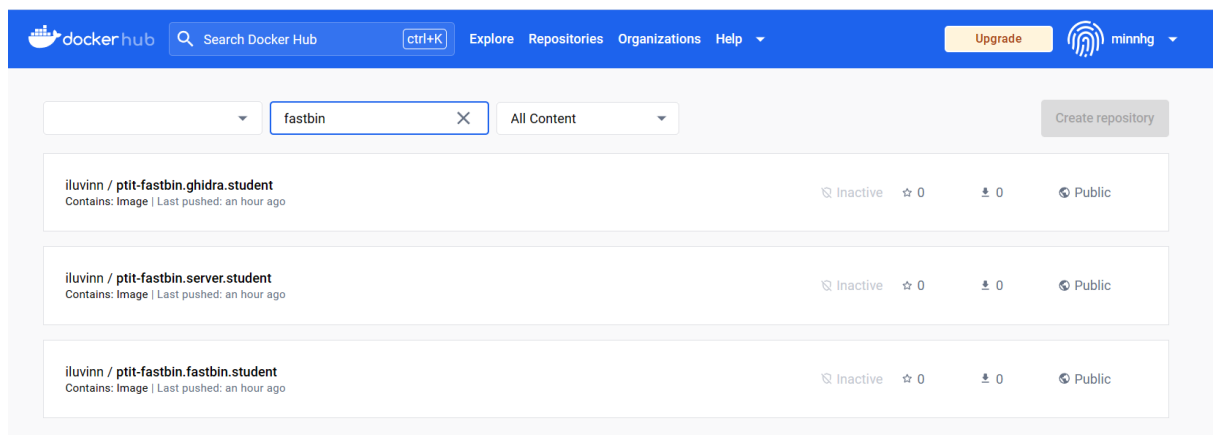 dockerhub Search Docker Hub ctrl+K Explore Repositories Organizations Help Upgrade minnhg
fastbin All Content Create repository
iluvinn / ptit-fastbin.ghidra.student
Contains: Image | Last pushed: an hour ago
Inactive 0 0 Public
iluvinn / ptit-fastbin.server.student
Contains: Image | Last pushed: an hour ago
Inactive 0 0 Public
iluvinn / ptit-fastbin.fastbin.student
Contains: Image | Last pushed: an hour ago
Inactive 0 0 Public